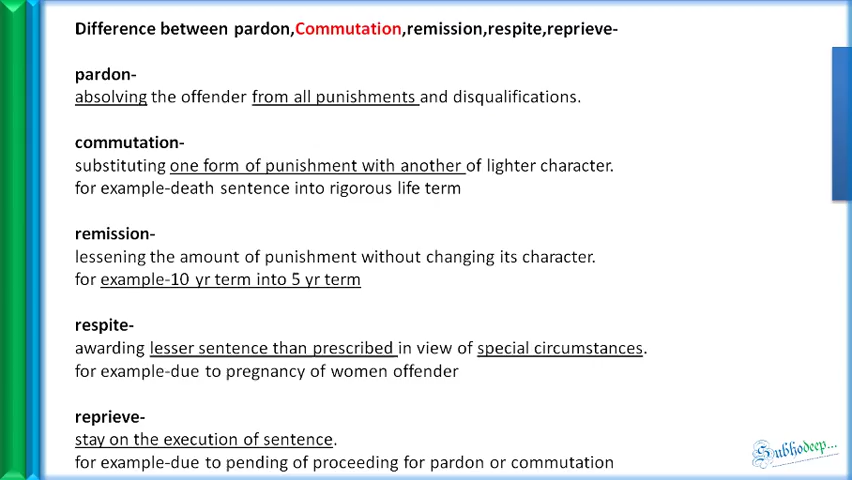 Difference between pardon,Commutation,remission,respite,reprieve-
pardon-
absolving the offender from all punishments and disqualifications.
commutation-
substituting one form of punishment with another of lighter character.
for example-death sentence into rigorous life term
remission-
lessening the amount of punishment without changing its character.
for example-10 yr term into 5 yr term
respite-
awarding lesser sentence than prescribed in view of special circumstances.
for example-due to pregnancy of women offender
reprieve-
stay on the execution of sentence.
for example-due to pending of proceeding for pardon or commutation
Subhodeep...